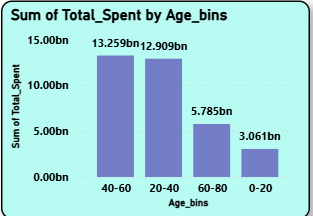 Sum of Total_Spent by Age_bins
15.00bn
13.259bn 12.909bn
10.00bn
5.785bn
5.00bn
3.061bn
0.00bn
40-60 20-40 60-80 0-20
Sum of Total_Spent
Age_bins